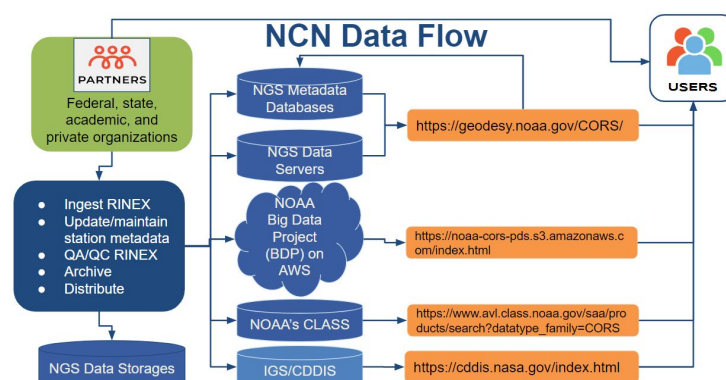 NCN Data Flow
PARTNERS
Federal, state,
academic, and
private organizations
USERS
● Ingest RINEX
● Update/maintain
station metadata
● QA/QC RINEX
● Archive
● Distribute
NGS Data Storages
NGS Metadata
Databases
NGS Data
Servers
NOAA
Big Data
Project
(BDP) on
AWS
NOAA's CLASS
IGS/CDDIS
https://geodesy.noaa.gov/CORS/
https://noaa-cors-pds.s3.amazonaws.c
om/index.html
https://www.avl.class.noaa.gov/saa/pro
ducts/search?datatype_family=CORS
https://cddis.nasa.gov/index.html